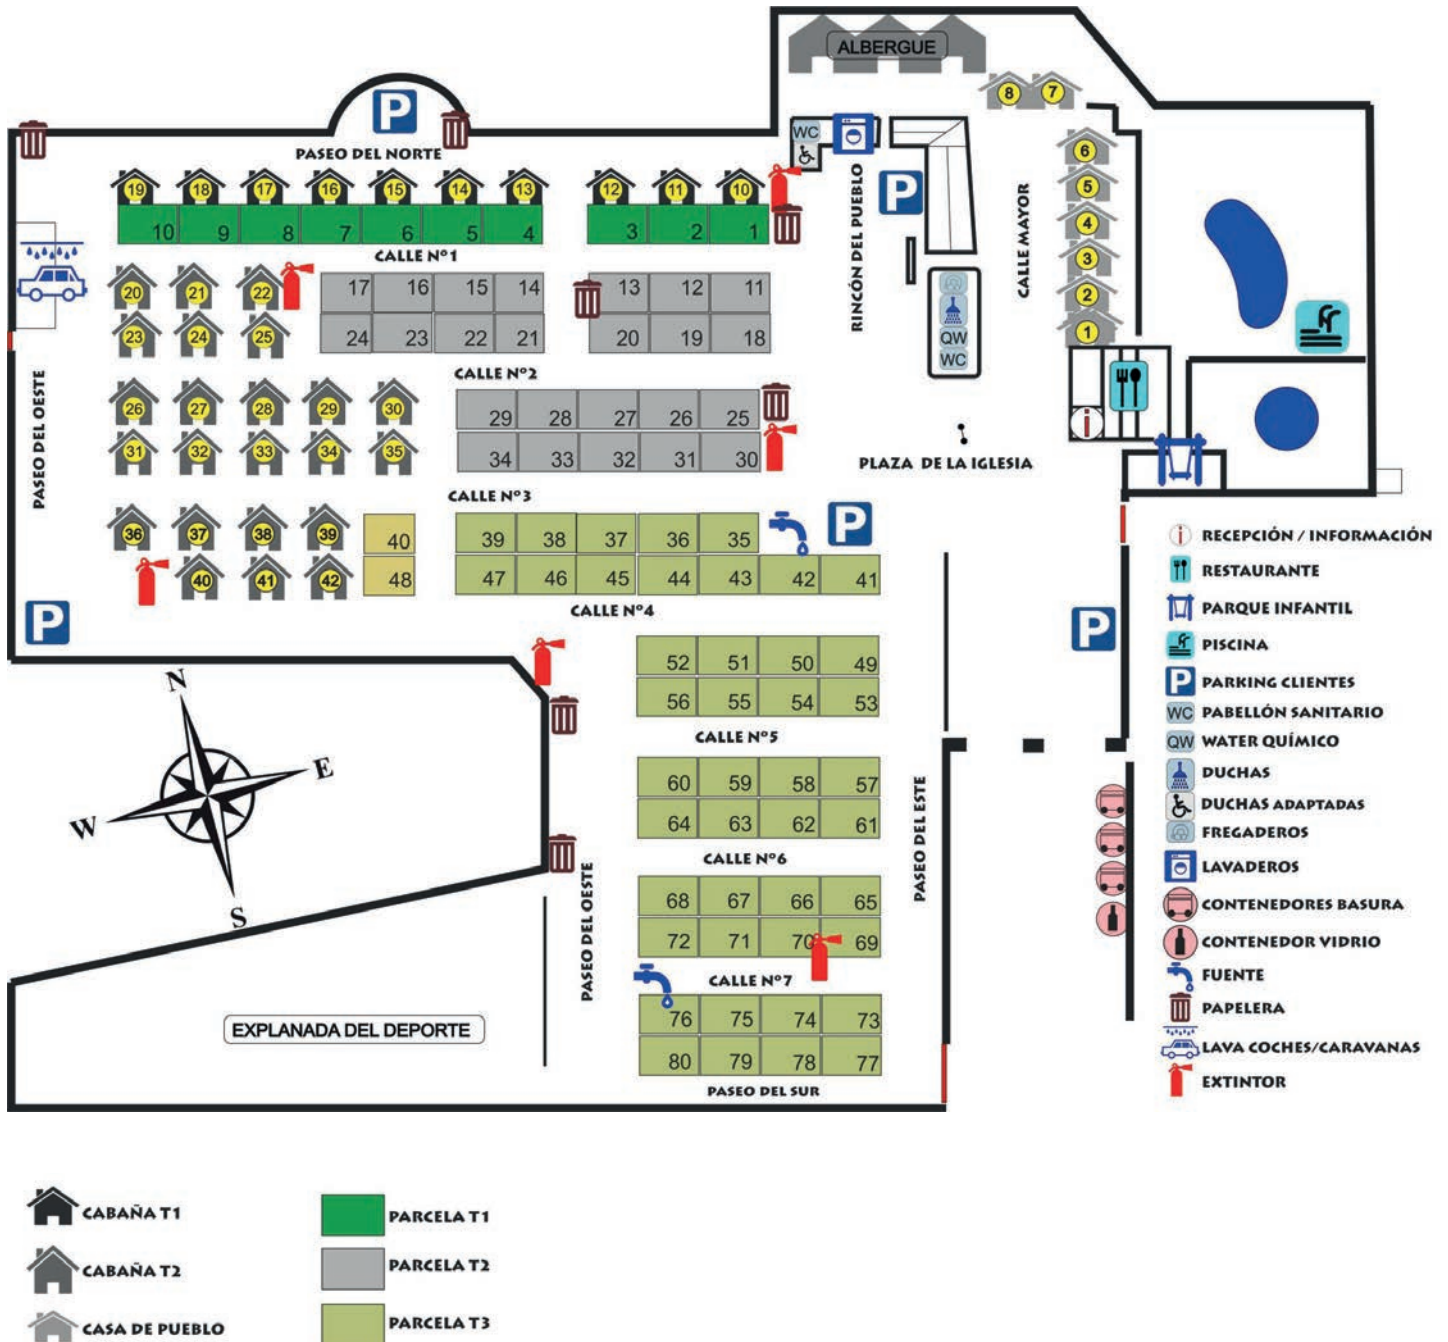 ALBERGUE
8 7
P
WC
PASEO DEL NORTE
6
19 18 17 16 15 14 13 12 11 10
5
P
10 9 8 7 6 5 4 3 2 1
4
RINCÓN DEL PUEBLO
CALLE MAYOR
CALLE Nº1
3
20 21 22
17 16 15 14 13 12 11
2
23 24 25
24 23 22 21 20 19 18
1
QW
WC
CALLE Nº2
PASEO DEL OESTE
26 27 28 29 30
29 28 27 26 25
i
31 32 33 34 35
34 33 32 31 30
PLAZA DE LA IGLESIA
CALLE Nº3
36 37 38 39
40
39 38 37 36 35
P
40 41 42
48
47 46 45 44 43 42 41
CALLE Nº4
P
P
52 51 50 49
56 55 54 53
CALLE Nº5
N
E
W
S
60 59 58 57
64 63 62 61
CALLE Nº6
PASEO DEL ESTE
68 67 66 65
72 71 70 69
PASEO DEL OESTE
CALLE Nº7
76 75 74 73
80 79 78 77
EXPLANADA DEL DEPORTE
PASEO DEL SUR
i RECEPCIÓN / INFORMACIÓN
RESTAURANTE
PARQUE INFANTIL
PISCINA
P PARKING CLIENTES
WC PABELLÓN SANITARIO
QW WATER QUÍMICO
DUCHAS
DUCHAS ADAPTADAS
FREGADEROS
LAVADEROS
CONTENEDORES BASURA
CONTENEDOR VIDRIO
FUENTE
PAPELERA
LAVA COCHES/CARAVANAS
EXTINTOR
CABAÑA T1
PARCELA T1
CABAÑA T2
PARCELA T2
CASA DE PUEBLO
PARCELA T3